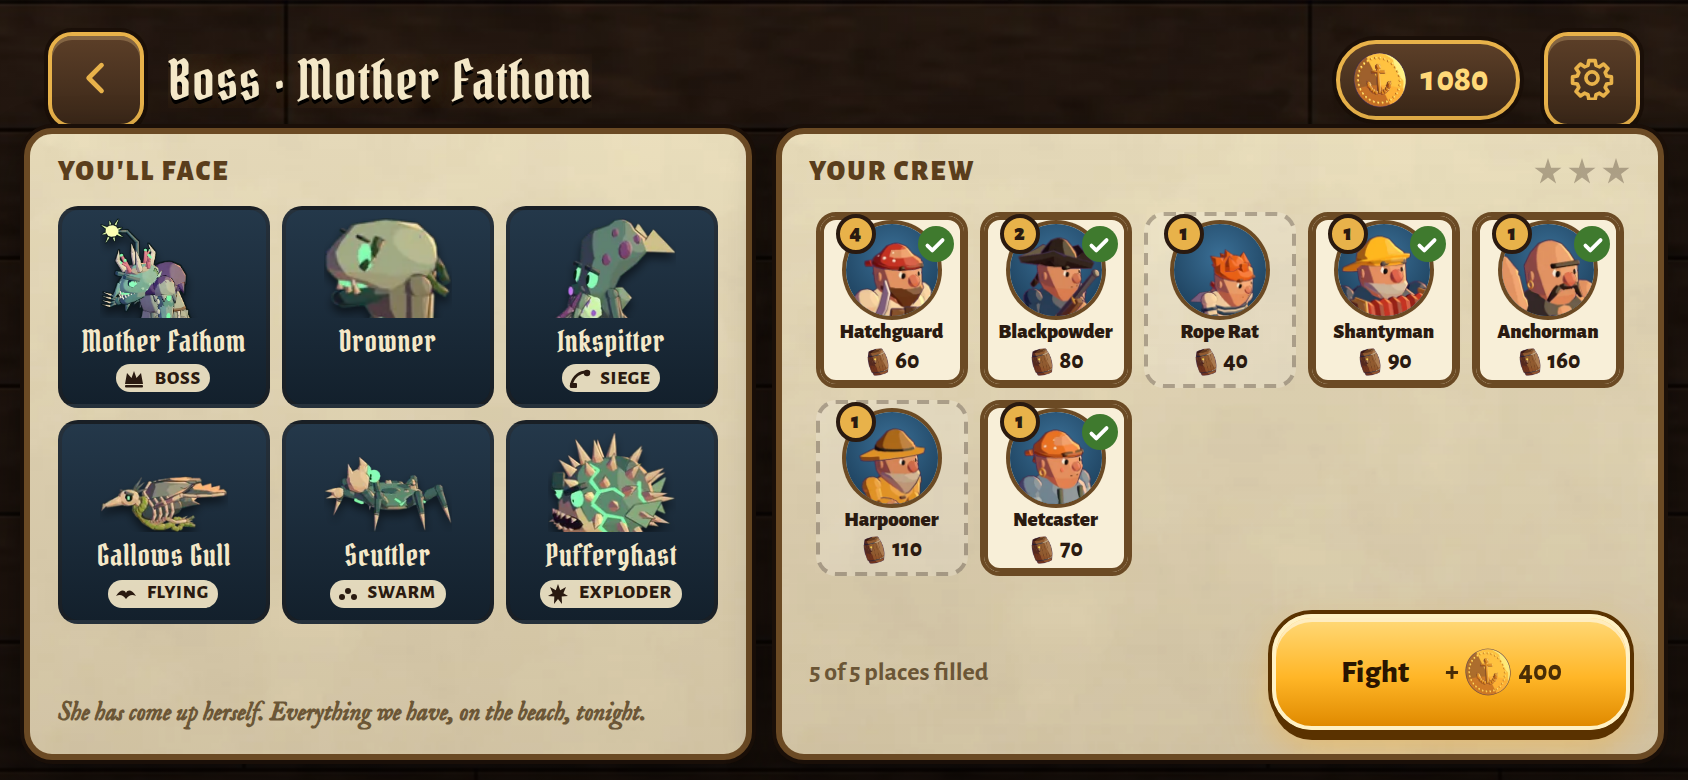 Boss · Mother Fathom
1080
YOU'LL FACE
Mother Fathom
BOSS
Drowner
Inkspitter
SIEGE
Gallows Gull
FLYING
Scuttler
SWARM
Pufferghast
EXPLODER
She has come up herself. Everything we have, on the beach, tonight.
YOUR CREW
4
Hatchguard
60
2
Blackpowder
80
1
Rope Rat
40
1
Shantyman
90
1
Anchorman
160
1
Harpooner
110
1
Netcaster
70
5 of 5 places filled
Fight + 400